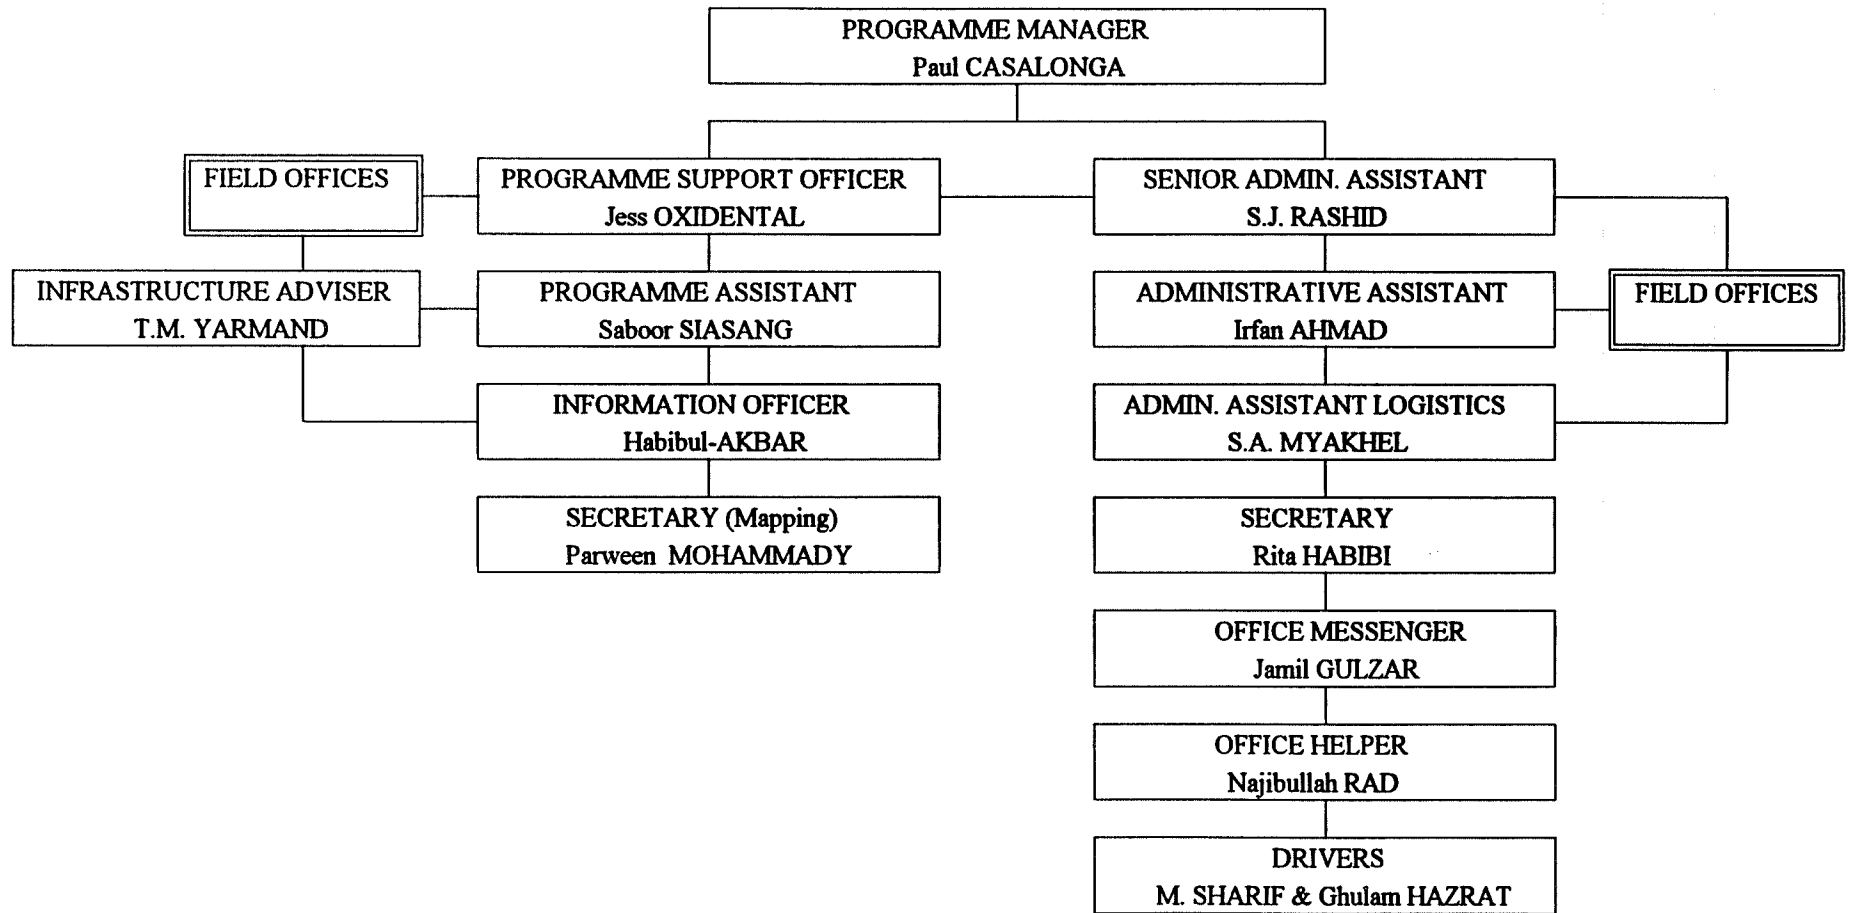 PROGRAMME MANAGER
Paul CASALONGA
FIELD OFFICES
PROGRAMME SUPPORT OFFICER
Jess OXIDENTAL
SENIOR ADMIN. ASSISTANT
S.J. RASHID
INFRASTRUCTURE ADVISER
T.M. YARMAND
PROGRAMME ASSISTANT
Saboor SIASANG
ADMINISTRATIVE ASSISTANT
Irfan AHMAD
FIELD OFFICES
INFORMATION OFFICER
Habibul-AKBAR
ADMIN. ASSISTANT LOGISTICS
S.A. MYAKHEL
SECRETARY (Mapping)
Parween MOHAMMADY
SECRETARY
Rita HABIBI
OFFICE MESSENGER
Jamil GULZAR
OFFICE HELPER
Najibullah RAD
DRIVERS
M. SHARIF & Ghulam HAZRAT